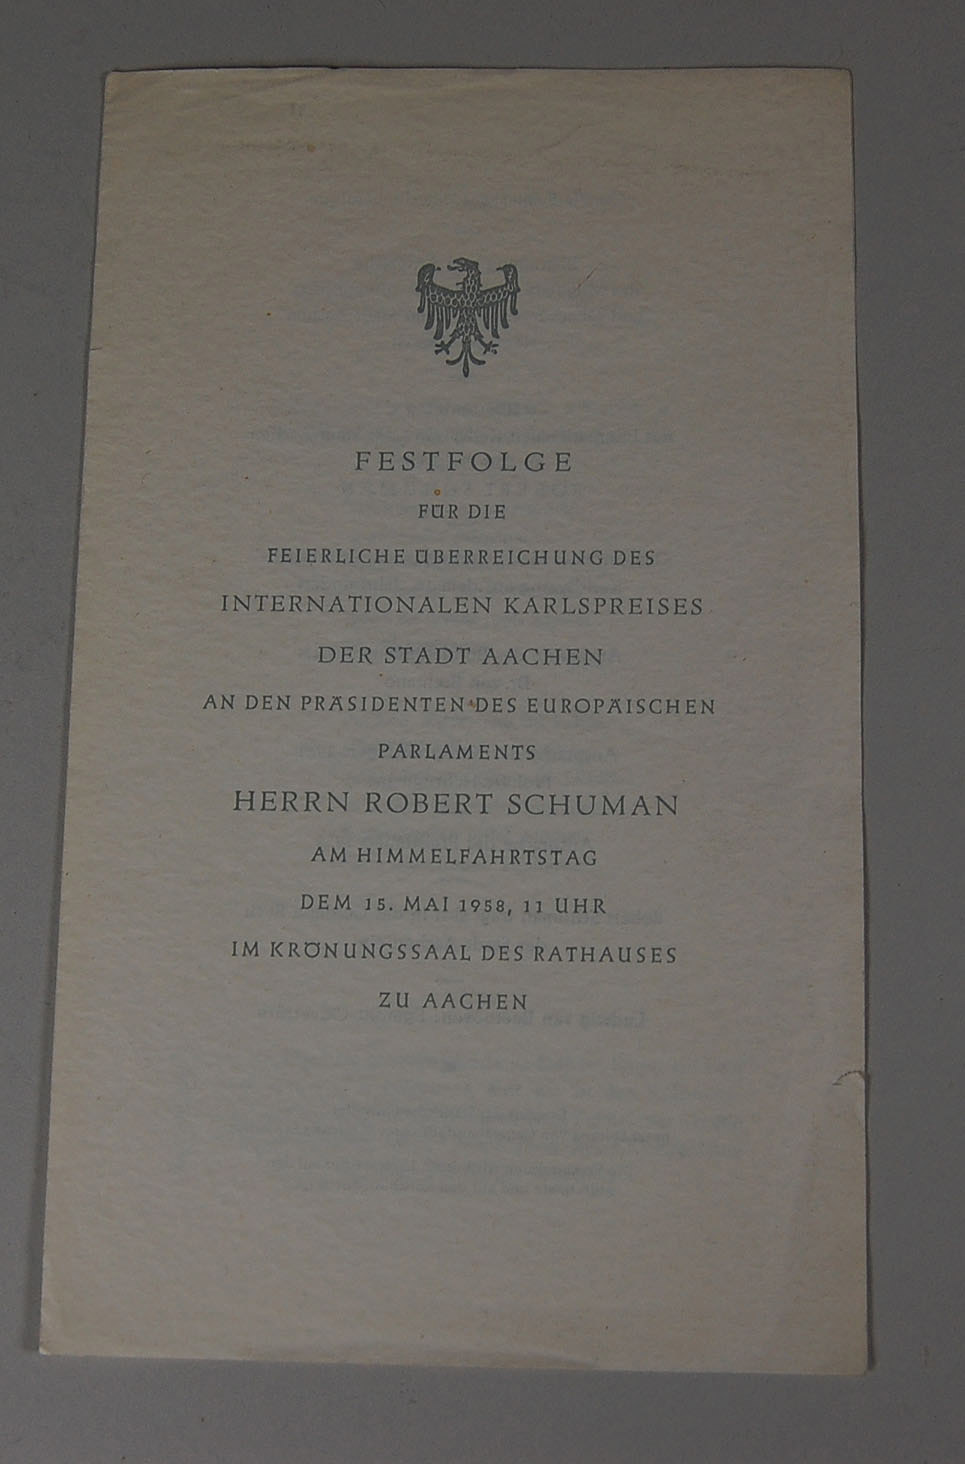 FESTFOLGE
FÜR DIE
FEIERLICHE ÜBERREICHUNG DES
INTERNATIONALEN KARLSPREISES
DER STADT AACHEN
AN DEN PRÄSIDENTEN DES EUROPÄISCHEN
PARLAMENTS
HERRN ROBERT SCHUMAN
AM HIMMELFAHRTSTAG
DEM 15. MAI 1958, 11 UHR
IM KRÖNUNGSSAAL DES RATHAUSES
ZU AACHEN